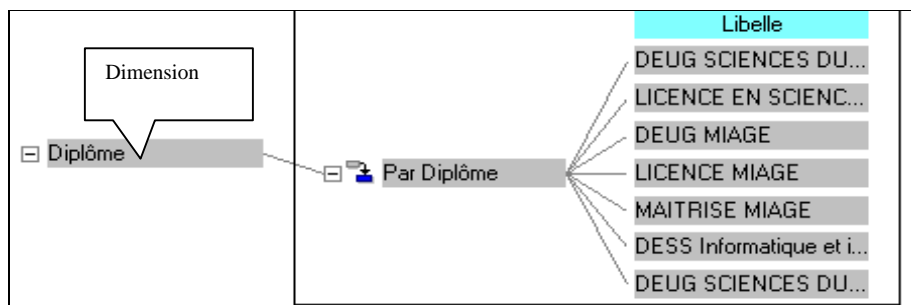 Libelle
Dimension
DEUG SCIENCES DU...
LICENCE EN SCIENC...
DEUG MIAGE
Diplôme
Par Diplôme
LICENCE MIAGE
MAITRISE MIAGE
DESS Informatique et i...
DEUG SCIENCES DU...